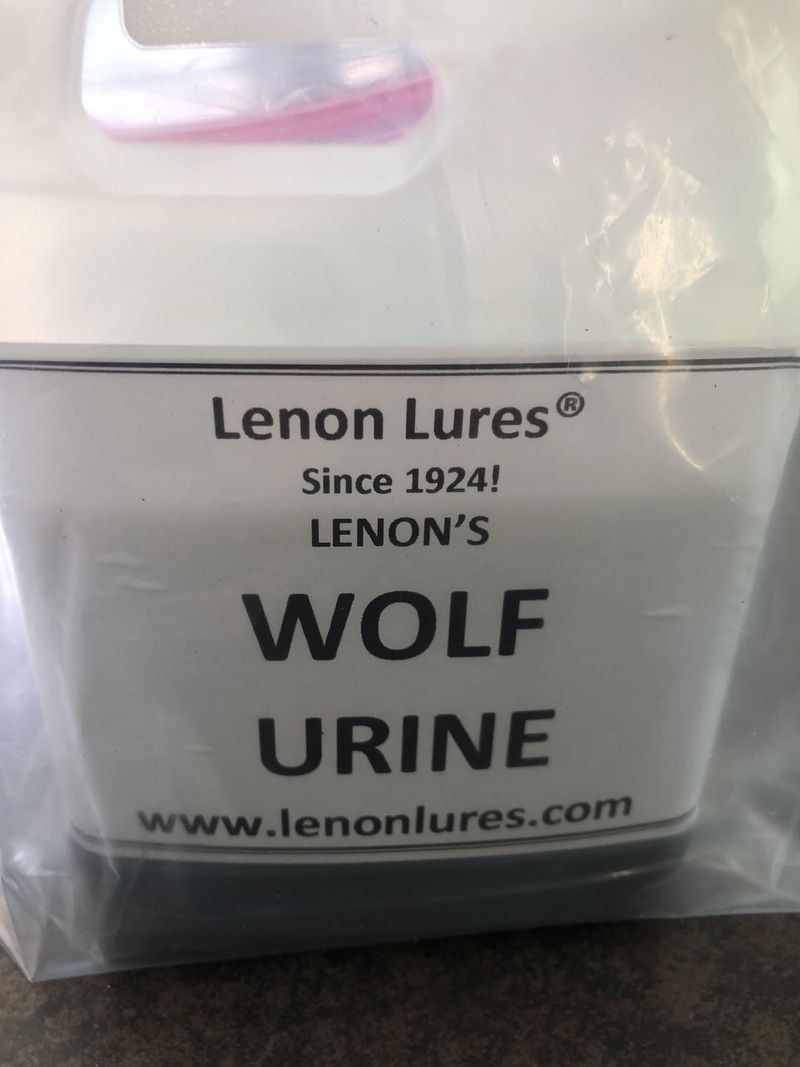 Lenon Lures®
Since 1924!
LENON'S
WOLF
URINE
www.lenonlures.com